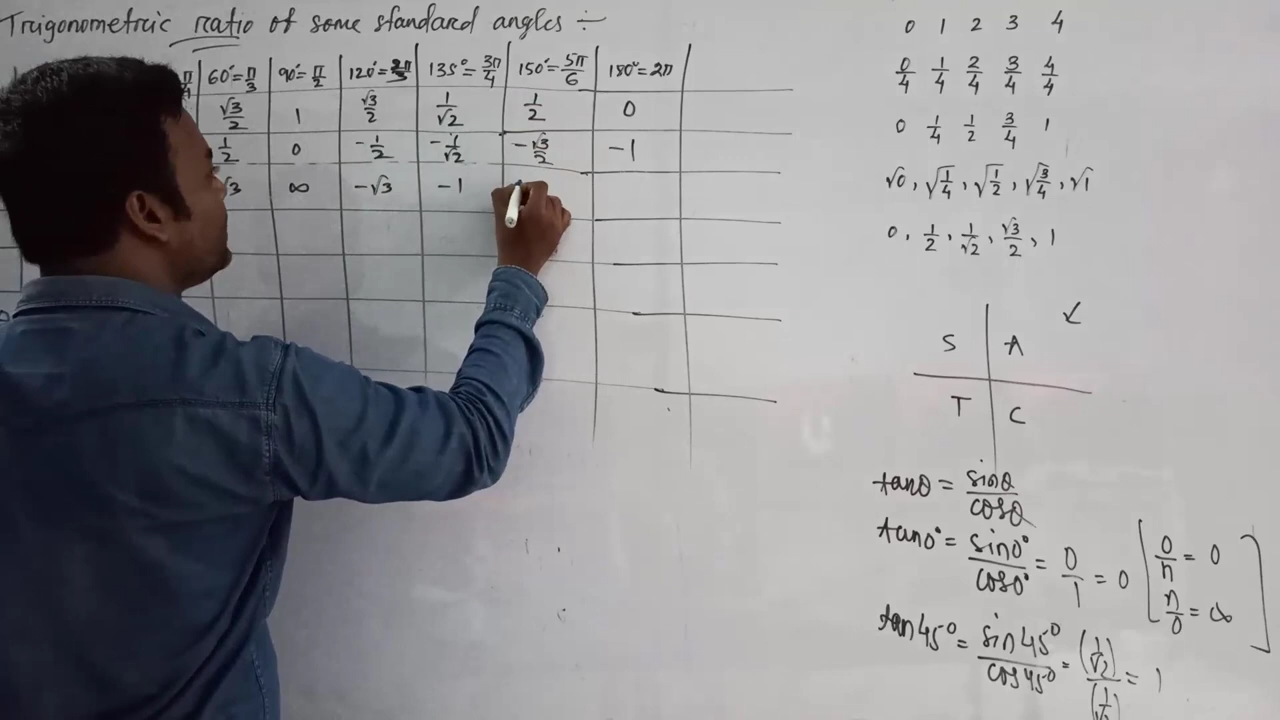 Trigonometric ratio of some standard angles ÷
π/4 60°=π/3 90°=π/2 120°=2π/3 135°=3π/4 150°=5π/6 180°=2π
√3/2 1 √3/2 1/√2 1/2 0
1/2 0 -1/2 -1/√2 -√3/2 -1
√3 ∞ -√3 -1
0 1 2 3 4
0/4 1/4 2/4 3/4 4/4
0 1/4 1/2 3/4 1
√0, √1/4, √1/2, √3/4, √1
0, 1/2, 1/√2, √3/2, 1
S A
T C
tanθ = sinθ/cosθ
tan0° = sin0°/cos0° = 0/1 = 0 [0/n = 0
n/0 = ∞]
tan45° = sin45°/cos45° = (1/√2)/(1/√2) = 1